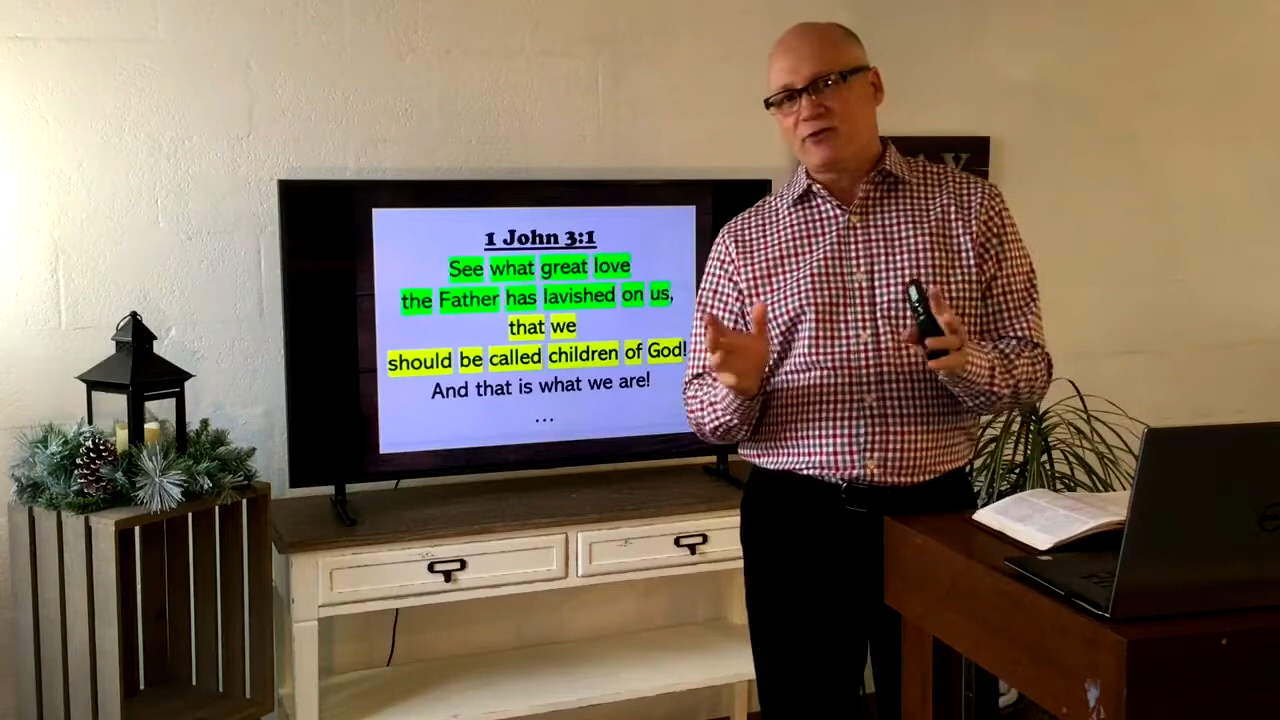 1 John 3:1
See what great love
the Father has lavished on us,
that we
should be called children of God!
And that is what we are!
...